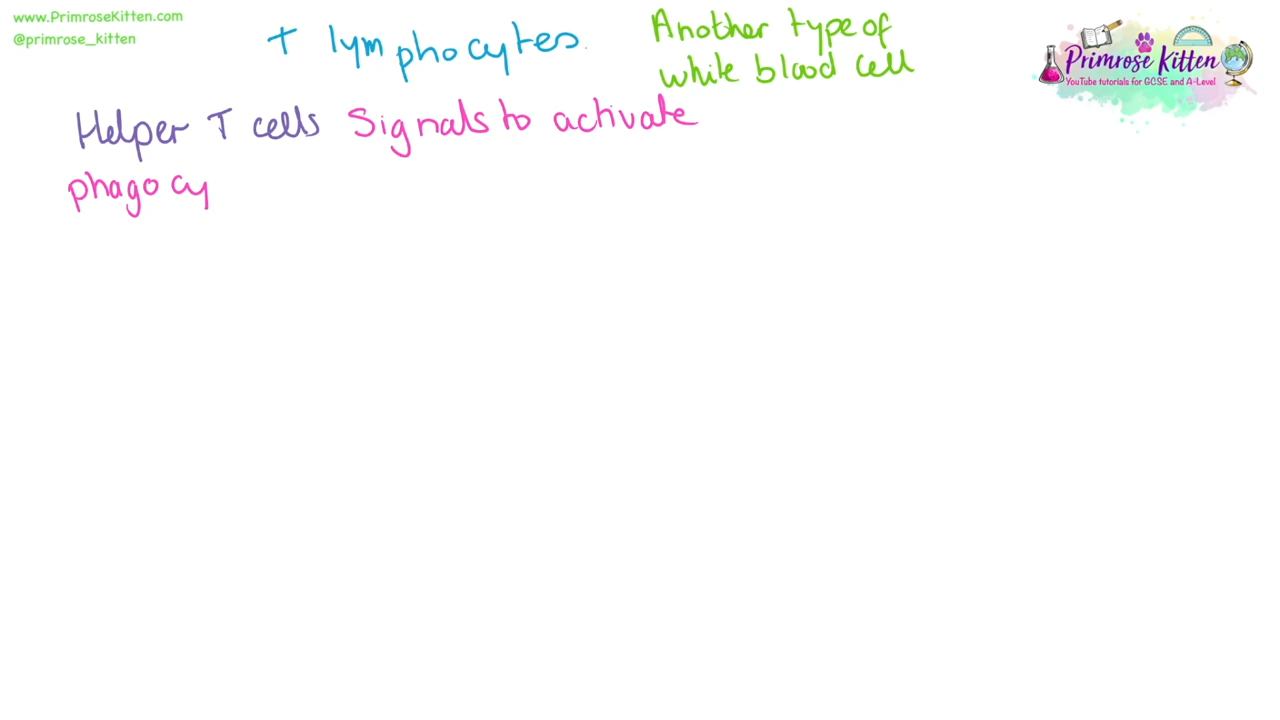 www.PrimroseKitten.com
@primrose_kitten
T lymphocytes.
Another type of
white blood cell
Primrose Kitten
YouTube tutorials for GCSE and A-Level
Helper T cells Signals to activate
phagocy